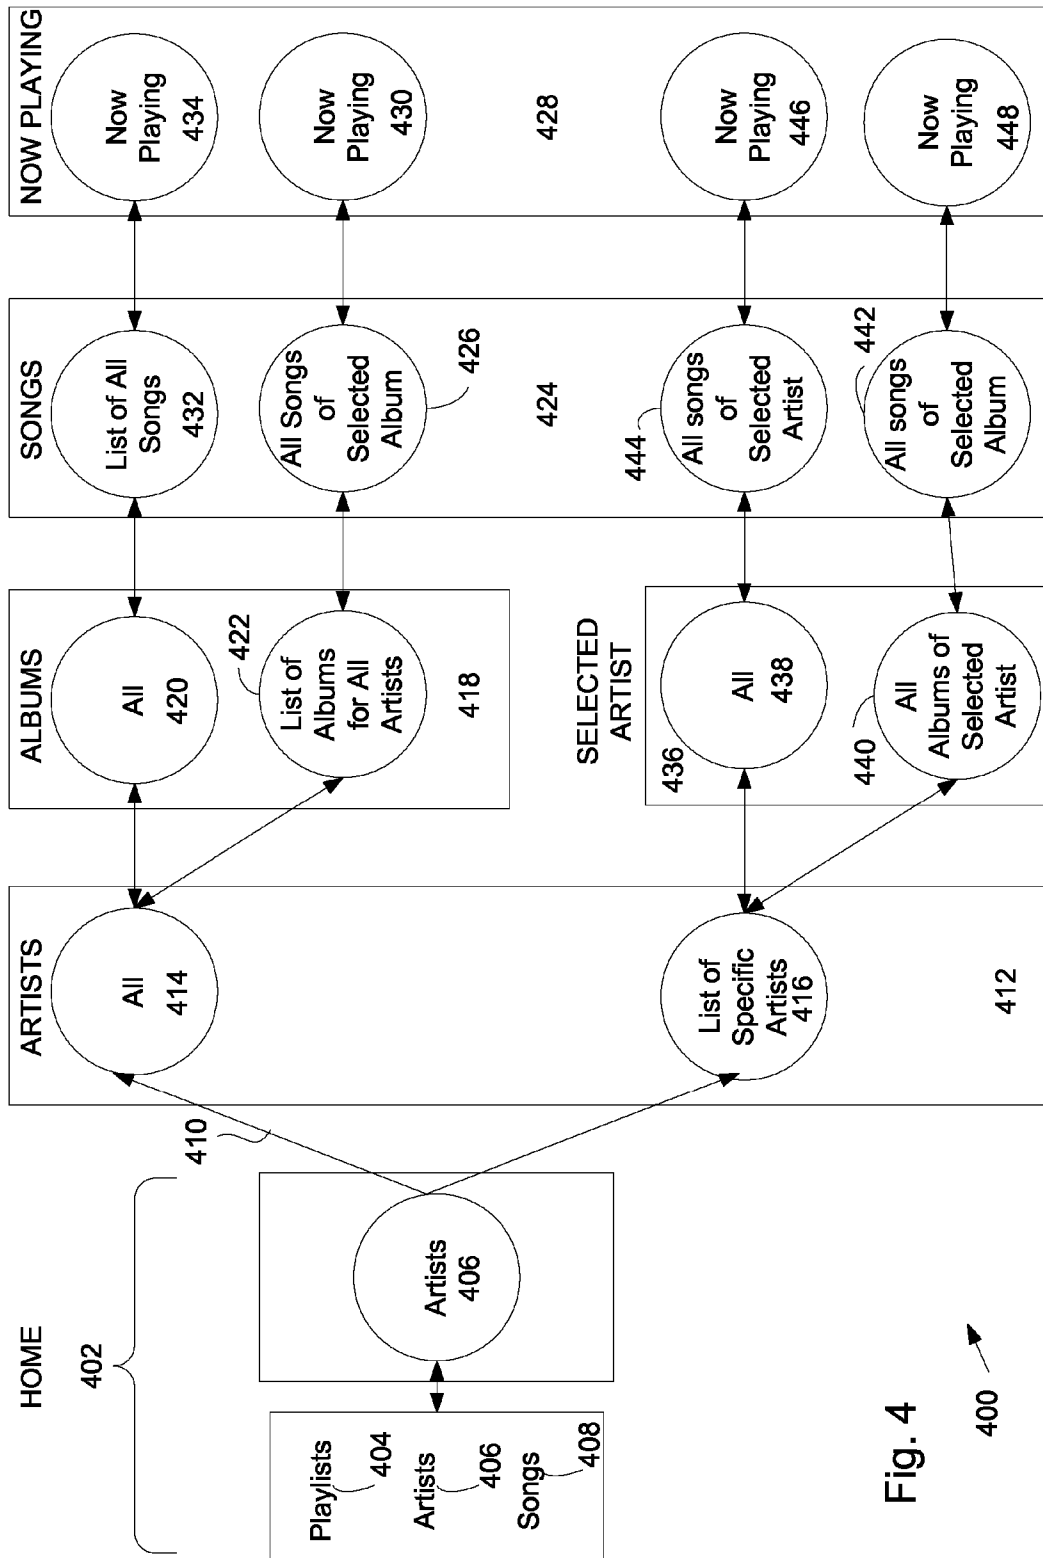 HOME
402
Playlists
404
Artists
406
Songs
408
Artists
406
410
ARTISTS
All
414
List of
Specific
Artists
416
412
ALBUMS
All
420
422
List of
Albums
for All
Artists
418
SELECTED
ARTIST
436
All
438
440
All
Albums of
Selected
Artist
SONGS
List of All
Songs
432
All Songs
of
Selected
Album
426
424
444
All songs
of
Selected
Artist
442
All songs
of
Selected
Album
NOW PLAYING
Now
Playing
434
Now
Playing
430
428
Now
Playing
446
Now
Playing
448
Fig. 4
400